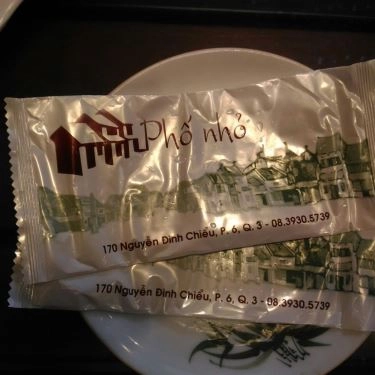 Phố nhỏ
170 Nguyễn Đình Chiểu, P. 6, Q. 3 - 08.3930.5739
170 Nguyễn Đình Chiểu, P. 6, Q. 3 - 08.3930.5739